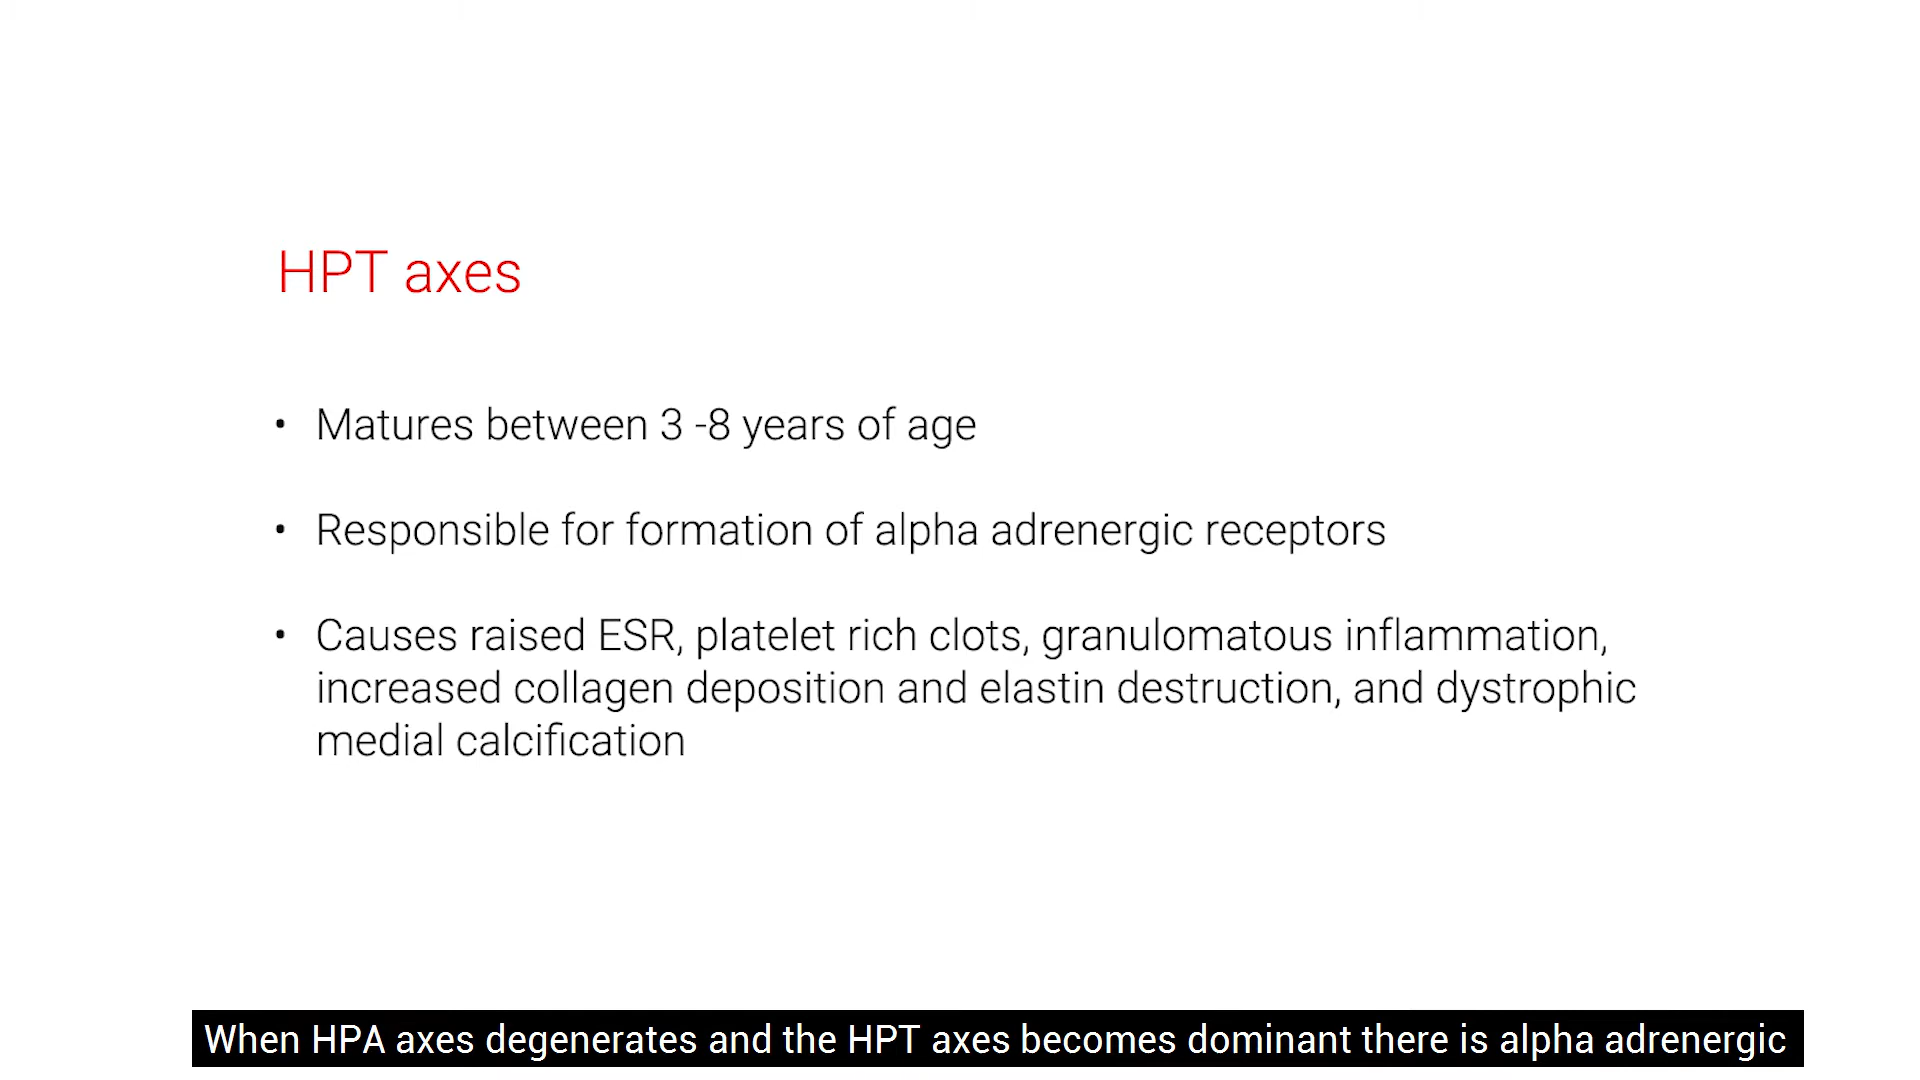 HPT axes
• Matures between 3 -8 years of age
• Responsible for formation of alpha adrenergic receptors
• Causes raised ESR, platelet rich clots, granulomatous inflammation,
increased collagen deposition and elastin destruction, and dystrophic
medial calcification
When HPA axes degenerates and the HPT axes becomes dominant there is alpha adrenergic